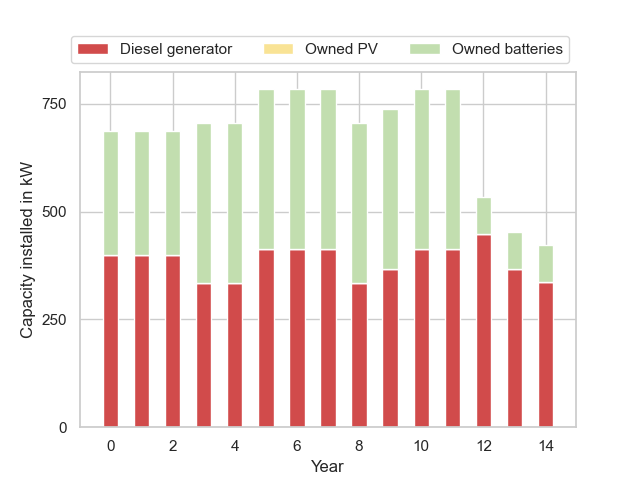 Diesel generator Owned PV Owned batteries
750
500
250
0
Capacity installed in kW
0 2 4 6 8 10 12 14
Year